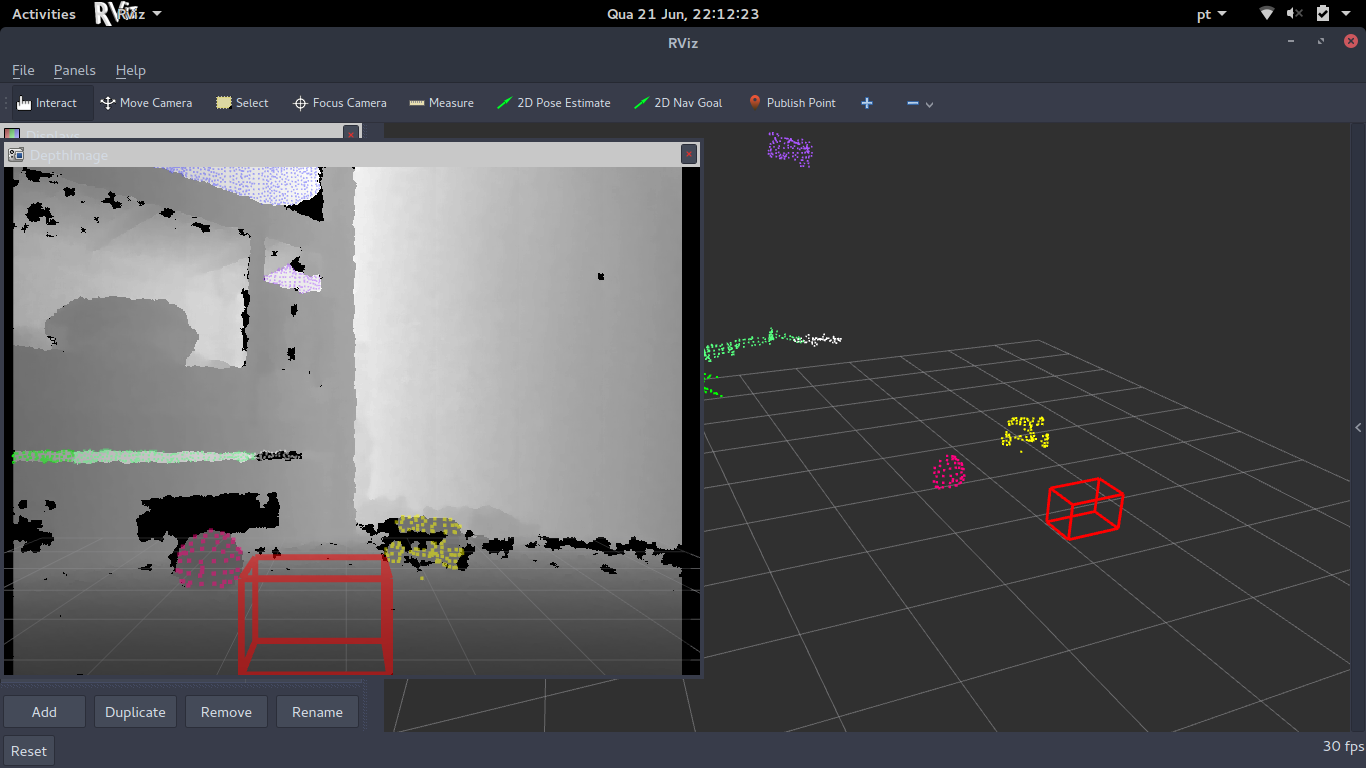 Activities RViz Qua 21 Jun, 22:12:23 pt
RViz
File Panels Help
Interact Move Camera Select Focus Camera Measure 2D Pose Estimate 2D Nav Goal Publish Point
Displays
DepthImage
Add Duplicate Remove Rename
Reset 30 fps